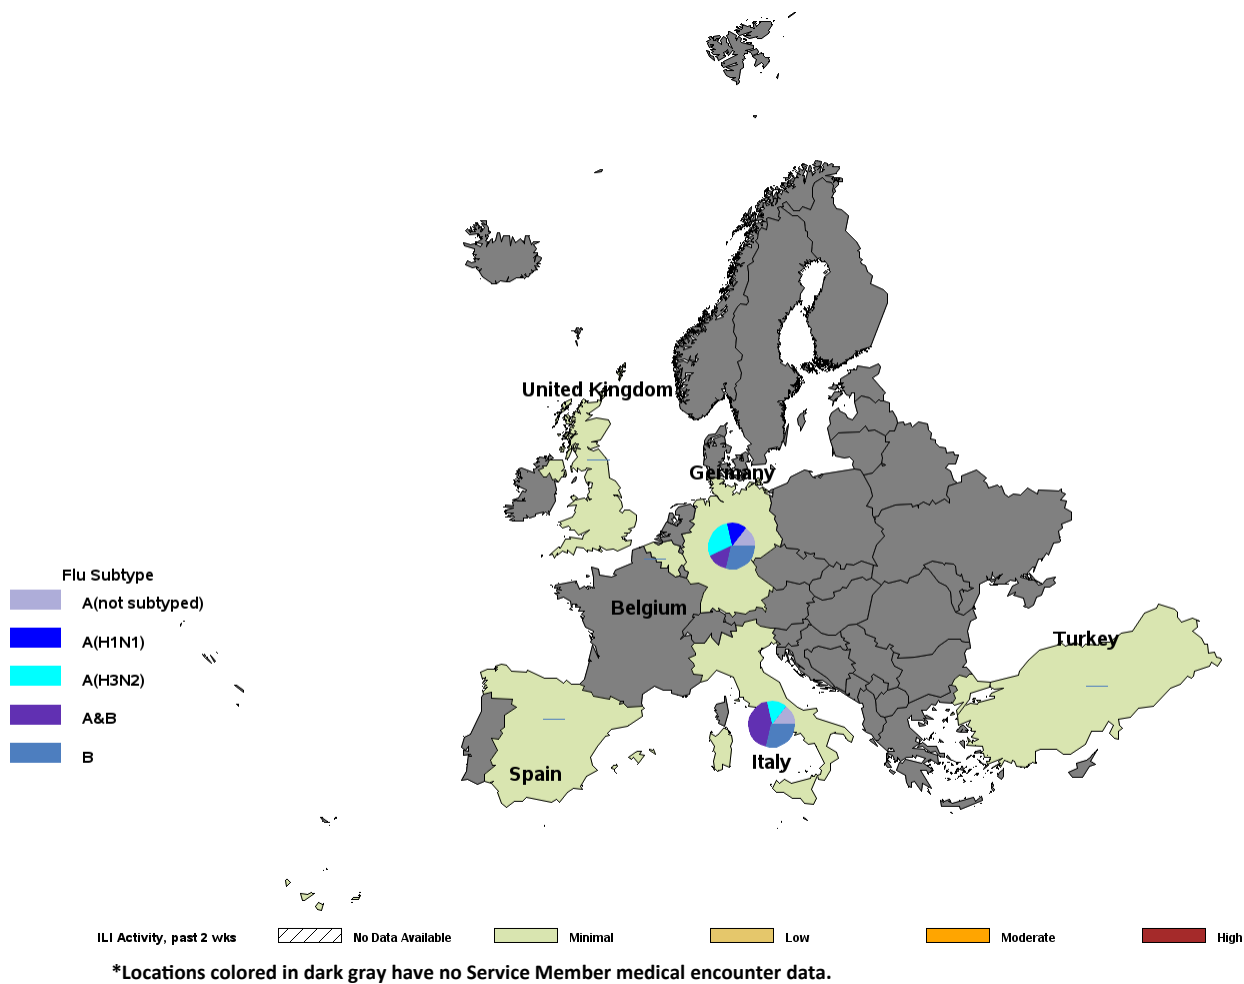 United Kingdom
Germany
Flu Subtype
A(not subtyped)
A(H1N1)
A(H3N2)
A&B
B
Belgium
Turkey
Spain
Italy
ILI Activity, past 2 wks No Data Available Minimal Low Moderate High
*Locations colored in dark gray have no Service Member medical encounter data.